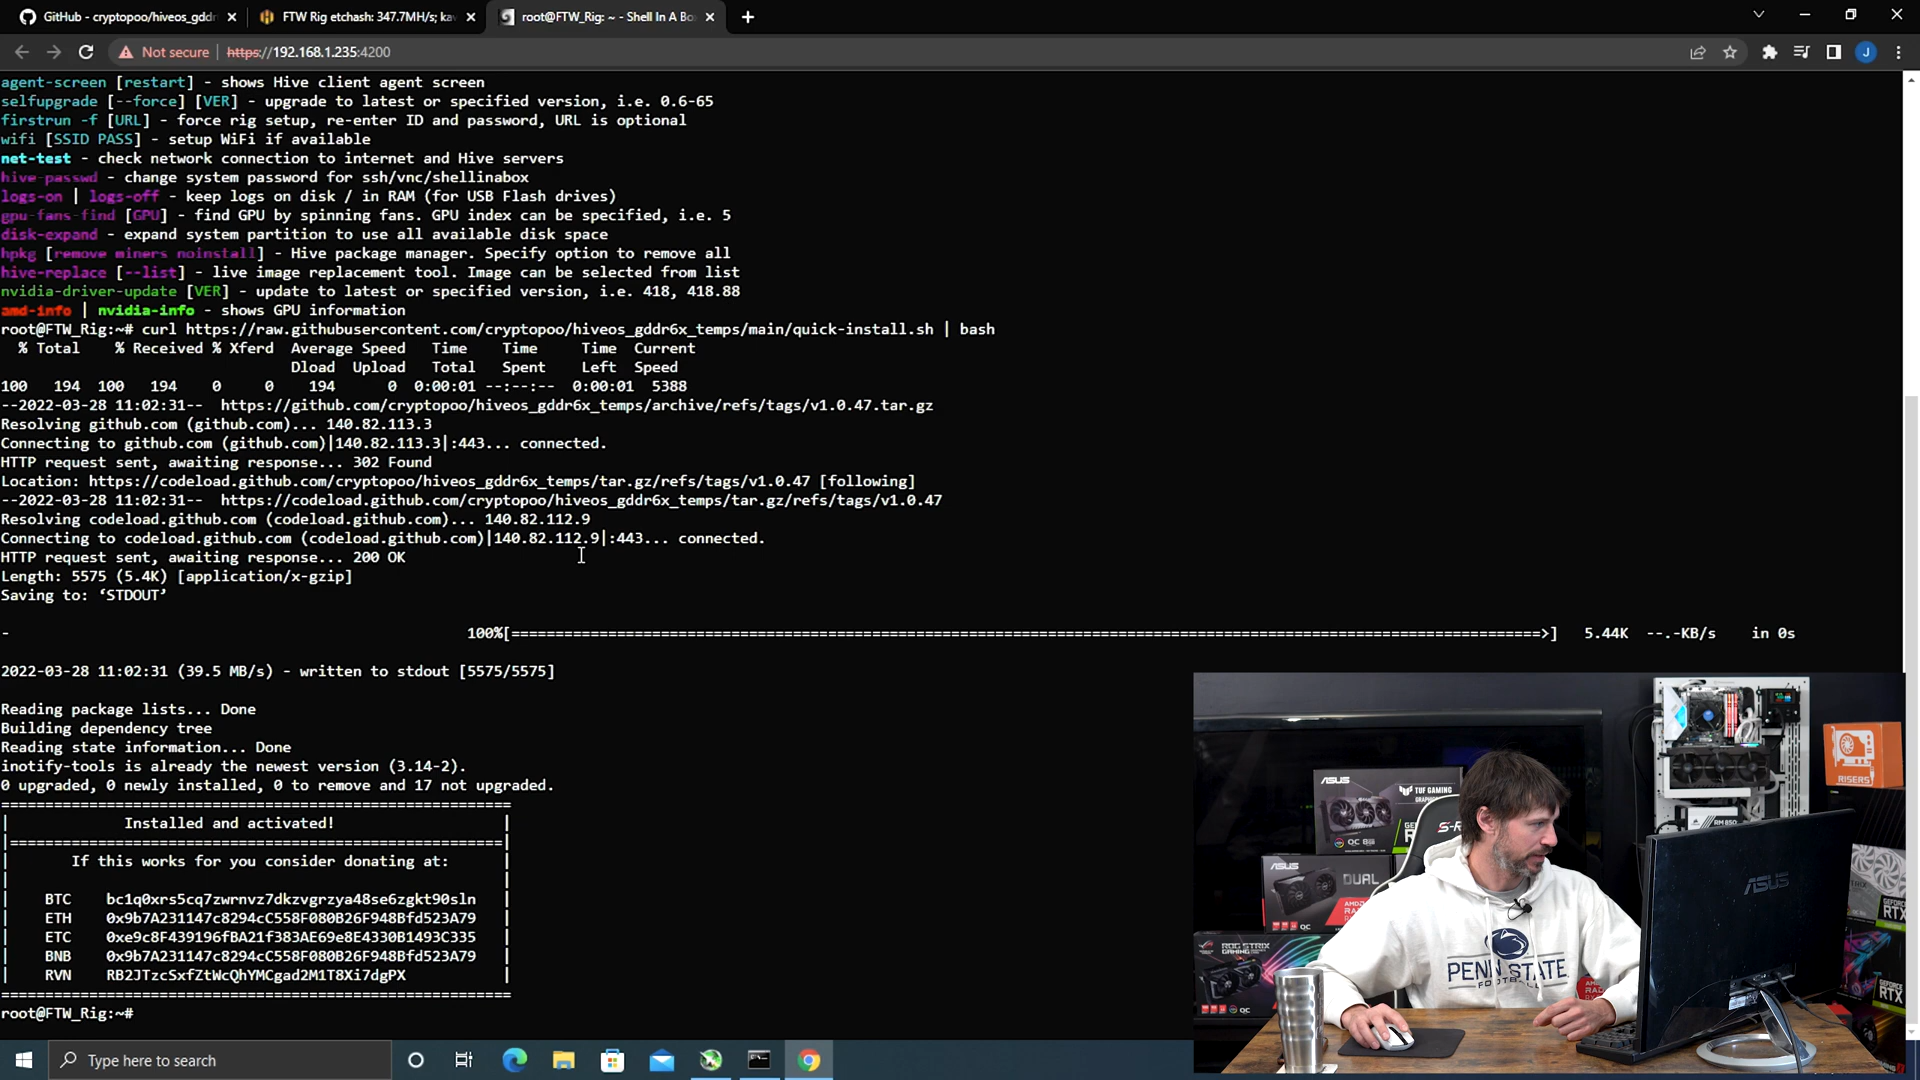 GitHub - cryptopoo/hiveos_gddr
FTW Rig etchash: 347.7MH/s; kav
root@FTW_Rig: ~ - Shell In A Bo
Not secure
https://192.168.1.235:4200
J
agent-screen [restart] - shows Hive client agent screen
selfupgrade [--force] [VER] - upgrade to latest or specified version, i.e. 0.6-65
firstrun -f [URL] - force rig setup, re-enter ID and password, URL is optional
wifi [SSID PASS] - setup WiFi if available
net-test - check network connection to internet and Hive servers
hive-passwd - change system password for ssh/vnc/shellinabox
logs-on | logs-off - keep logs on disk / in RAM (for USB Flash drives)
gpu-fans-find [GPU] - find GPU by spinning fans. GPU index can be specified, i.e. 5
disk-expand - expand system partition to use all available disk space
hpkg [remove miners noinstall] - Hive package manager. Specify option to remove all
hive-replace [--list] - live image replacement tool. Image can be selected from list
nvidia-driver-update [VER] - update to latest or specified version, i.e. 418, 418.88
amd-info | nvidia-info - shows GPU information
root@FTW_Rig:~# curl https://raw.githubusercontent.com/cryptopoo/hiveos_gddr6x_temps/main/quick-install.sh | bash
% Total % Received % Xferd Average Speed Time Time Time Current
Dload Upload Total Spent Left Speed
100 194 100 194 0 0 194 0 0:00:01 --:--:-- 0:00:01 5388
--2022-03-28 11:02:31-- https://github.com/cryptopoo/hiveos_gddr6x_temps/archive/refs/tags/v1.0.47.tar.gz
Resolving github.com (github.com)... 140.82.113.3
Connecting to github.com (github.com)|140.82.113.3|:443... connected.
HTTP request sent, awaiting response... 302 Found
Location: https://codeload.github.com/cryptopoo/hiveos_gddr6x_temps/tar.gz/refs/tags/v1.0.47 [following]
--2022-03-28 11:02:31-- https://codeload.github.com/cryptopoo/hiveos_gddr6x_temps/tar.gz/refs/tags/v1.0.47
Resolving codeload.github.com (codeload.github.com)... 140.82.112.9
Connecting to codeload.github.com (codeload.github.com)|140.82.112.9|:443... connected.
HTTP request sent, awaiting response... 200 OK
Length: 5575 (5.4K) [application/x-gzip]
Saving to: ‘STDOUT’
- 100%[===================>] 5.44K --.-KB/s in 0s
2022-03-28 11:02:31 (39.5 MB/s) - written to stdout [5575/5575]
Reading package lists... Done
Building dependency tree
Reading state information... Done
inotify-tools is already the newest version (3.14-2).
0 upgraded, 0 newly installed, 0 to remove and 17 not upgraded.
Installed and activated!
If this works for you consider donating at:
BTC bc1q0xrs5cq7zwrnvz7dkzvgrzya48se6zgkt90sln
ETH 0x9b7A231147c8294cC558F080B26F948Bfd523A79
ETC 0xe9c8F439196fBA21f383AE69e8E4330B1493C335
BNB 0x9b7A231147c8294cC558F080B26F948Bfd523A79
RVN RB2JTzcSxfZtWcQhYMCgad2M1T8Xi7dgPX
root@FTW_Rig:~#
Type here to search
ASUS
TUF GAMING
OC 8
ASUS
DUAL
OC
ROG STRIX
OC
RISERS
RM 850
PENN STATE
FOOTBALL
ASUS
GEFORCE
RTX
GEFORCE
RTX